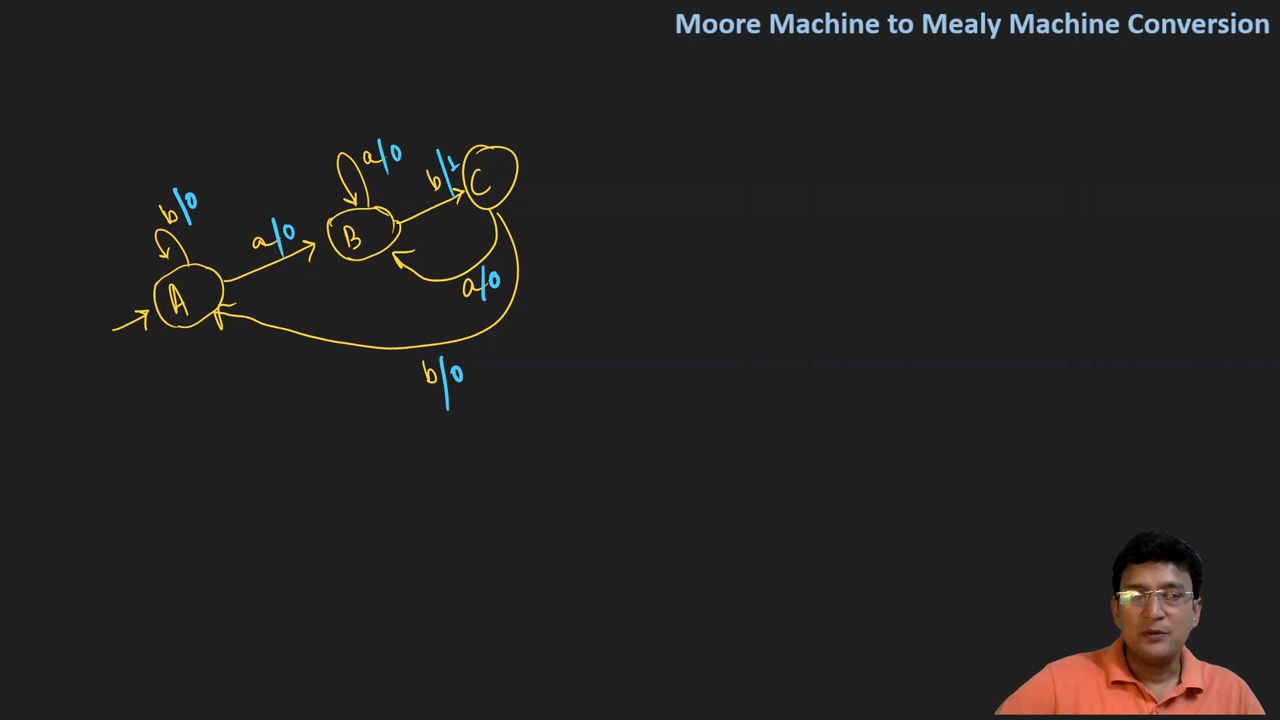 Moore Machine to Mealy Machine Conversion
a/0
b/1
C
b/0
a/0
B
A
a/0
b/0